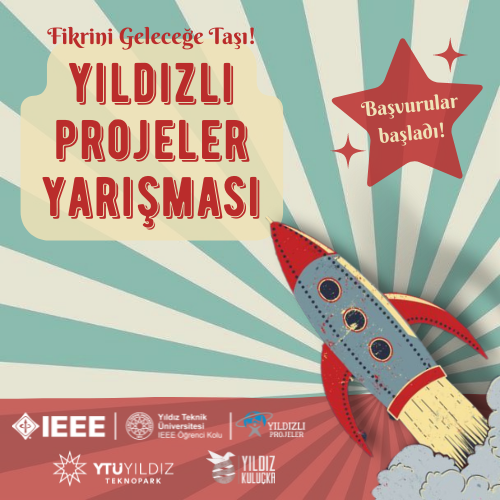 Fikrini Geleceğe Taşı!
YILDIZLI
PROJELER
YARIŞMASI
Başvurular
başladı!
IEEE
Yıldız Teknik
Üniversitesi
IEEE Öğrenci Kolu
YILDIZLI
PROJELER
YTUYILDIZ
TEKNOPARK
YILDIZ
KULUÇKA